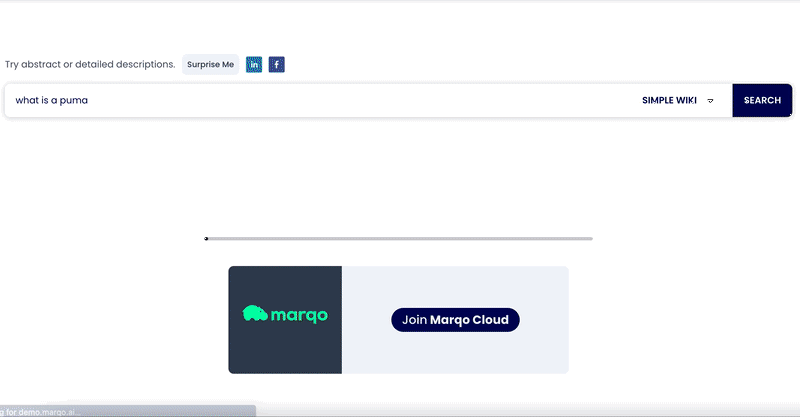 Try abstract or detailed descriptions. Surprise Me in f
what is a puma SIMPLE WIKI SEARCH
marqo Join Marqo Cloud
g for demo.marqo.ai...